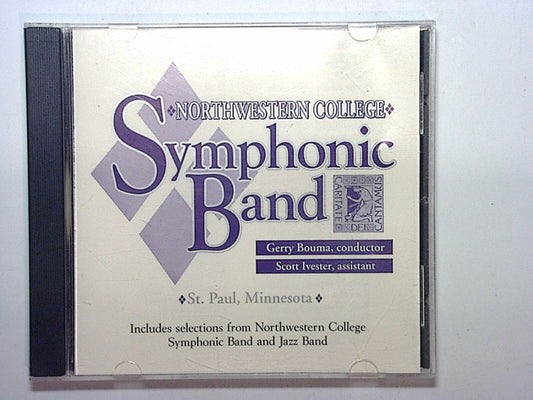 ❖NORTHWESTERN COLLEGE❖
Symphonic
Band
CARITATE DEI CANTAMUS
Gerry Bouma, conductor
Scott Ivester, assistant
❖St. Paul, Minnesota❖
Includes selections from Northwestern College
Symphonic Band and Jazz Band